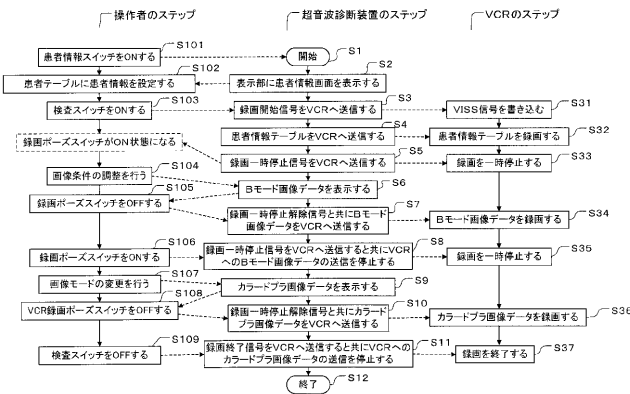 操作者のステップ
超音波診断装置のステップ
VCRのステップ
患者情報スイッチをONする
S101
開始
S1
患者テーブルに患者情報を設定する
S102
表示部に患者情報画面を表示する
S2
検査スイッチをONする
S103
録画開始信号をVCRへ送信する
S3
VISS信号を書き込む
S31
患者情報テーブルをVCRへ送信する
S4
患者情報テーブルを録画する
S32
録画ポーズスイッチがON状態になる
録画一時停止信号をVCRへ送信する
S5
録画を一時停止する
S33
画像条件の調整を行う
S104
Bモード画像データを表示する
S6
録画ポーズスイッチをOFFする
S105
録画一時停止解除信号と共にBモード
画像データをVCRへ送信する
S7
Bモード画像データを録画する
S34
録画ポーズスイッチをONする
S106
録画一時停止信号をVCRへ送信すると共にVCR
へのBモード画像データの送信を停止する
S8
録画を一時停止する
S35
画像モードの変更を行う
S107
カラードプラ画像データを表示する
S9
VCR録画ポーズスイッチをOFFする
S108
録画一時停止解除信号と共にカラード
プラ画像データをVCRへ送信する
S10
カラードプラ画像データを録画する
S36
検査スイッチをOFFする
S109
録画終了信号をVCRへ送信すると共にVCRへの
カラードプラ画像データの送信を停止する
S11
録画を終了する
S37
終了
S12